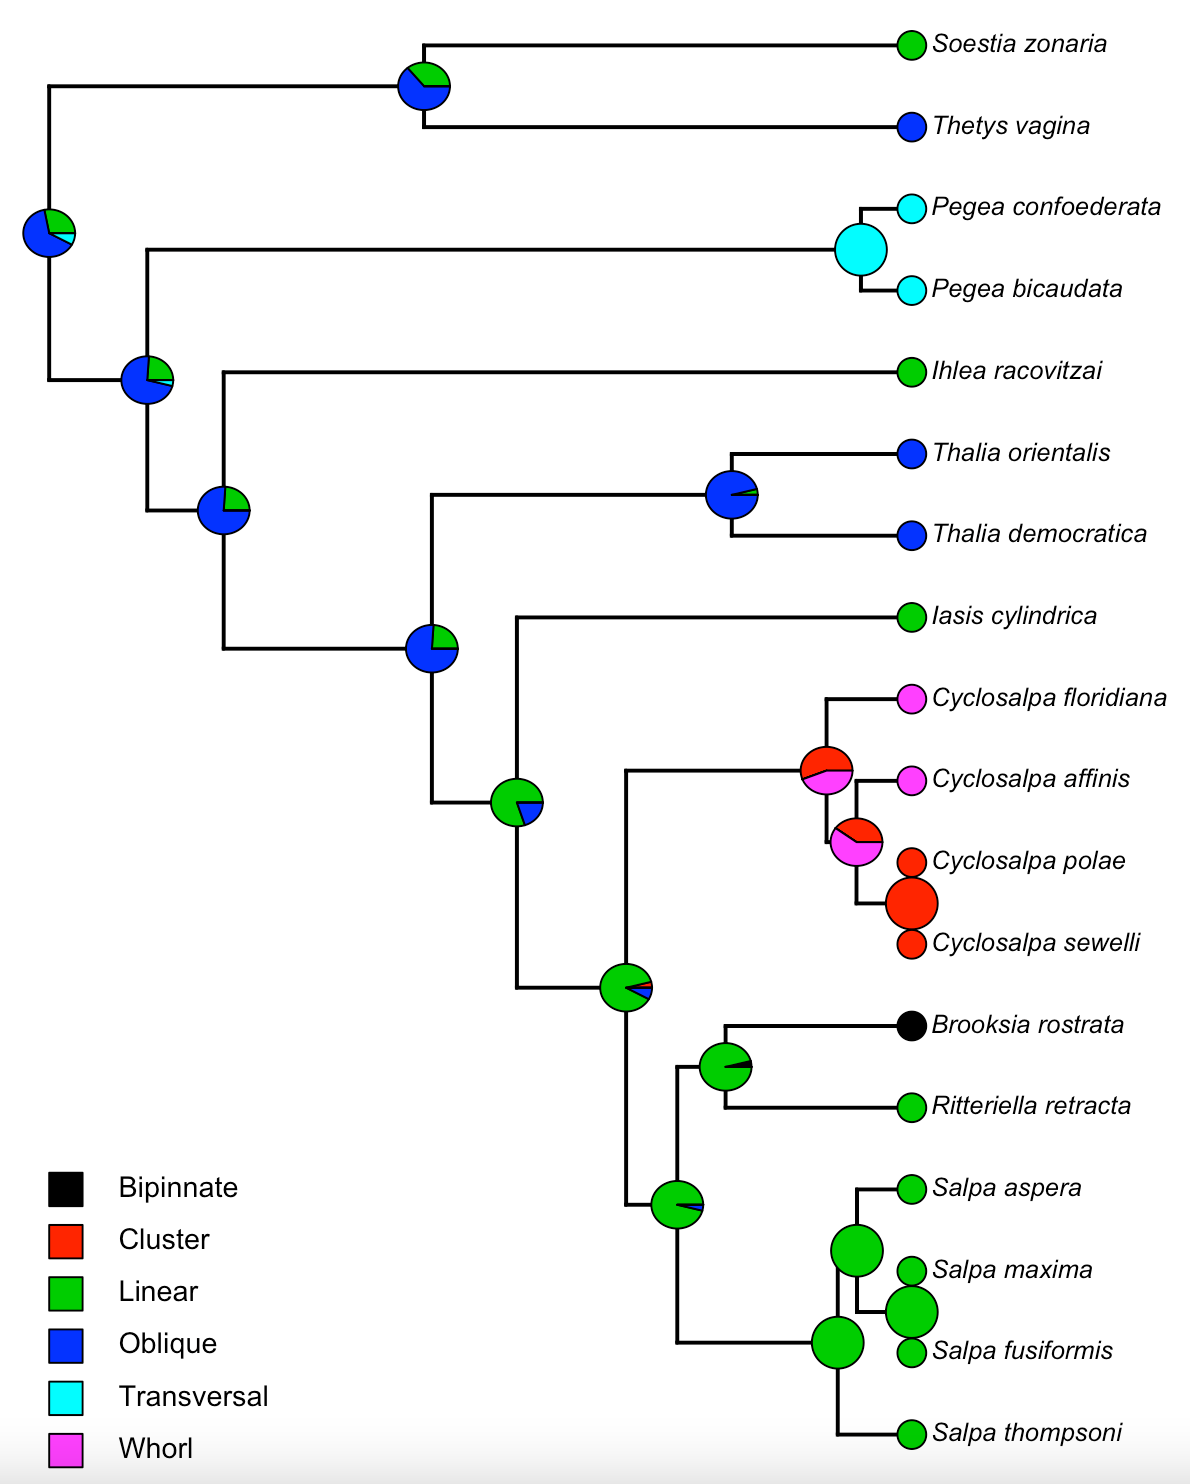 Soestia zonaria
Thetys vagina
Pegea confoederata
Pegea bicaudata
Ihlea racovitzai
Thalia orientalis
Thalia democratica
Iasis cylindrica
Cyclosalpa floridiana
Cyclosalpa affinis
Cyclosalpa polae
Cyclosalpa sewelli
Brooksia rostrata
Ritteriella retracta
Salpa aspera
Salpa maxima
Salpa fusiformis
Salpa thompsoni
Bipinnate
Cluster
Linear
Oblique
Transversal
Whorl